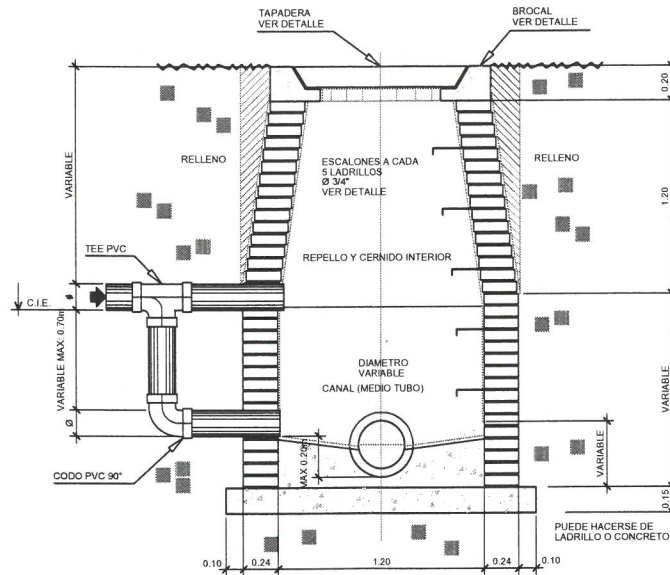 TAPADERA
VER DETALLE
BROCAL
VER DETALLE
0.20
VARIABLE
RELLENO
ESCALONES A CADA
5 LADRILLOS
Ø 3/4"
VER DETALLE
RELLENO
1.20
TEE PVC
REPELLO Y CERNIDO INTERIOR
ø
C.I.E.
VARIABLE MAX: 0.70m
DIAMETRO
VARIABLE
CANAL (MEDIO TUBO)
VARIABLE
Ø
MAX 0.20m
VARIABLE
CODO PVC 90°
0.15
PUEDE HACERSE DE
LADRILLO O CONCRETO
0.10
0.24
1.20
0.24
0.10